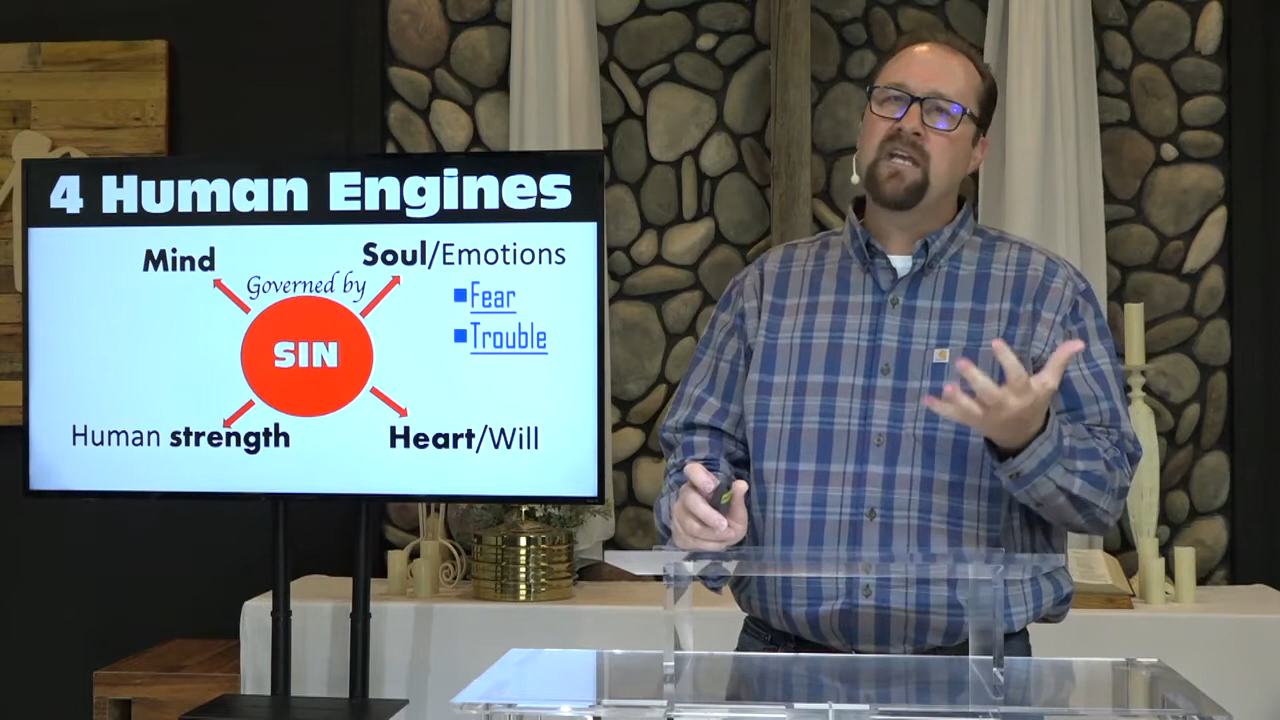 4 Human Engines
Mind
Soul/Emotions
Governed by
Fear
Trouble
SIN
Human strength
Heart/Will